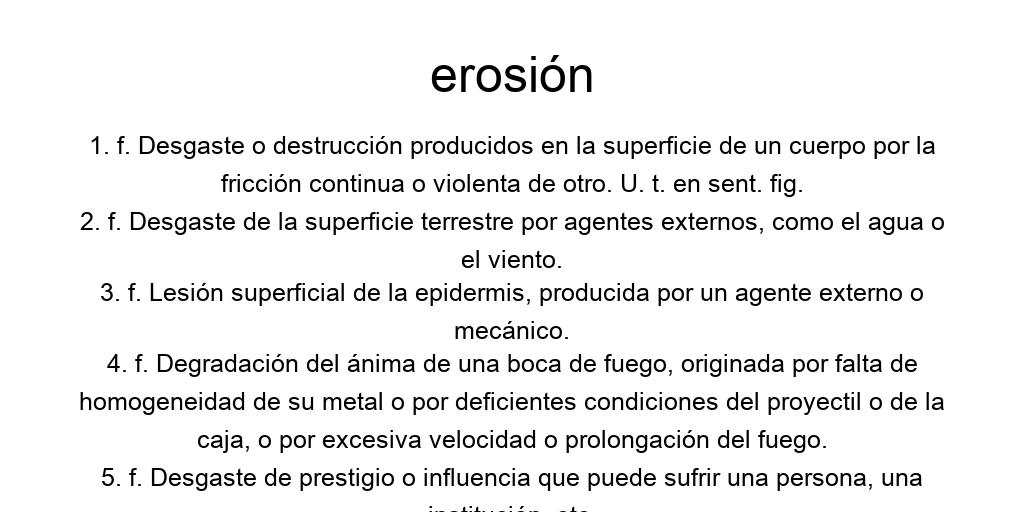 erosión
1. f. Desgaste o destrucción producidos en la superficie de un cuerpo por la
fricción continua o violenta de otro. U. t. en sent. fig.
2. f. Desgaste de la superficie terrestre por agentes externos, como el agua o
el viento.
3. f. Lesión superficial de la epidermis, producida por un agente externo o
mecánico.
4. f. Degradación del ánima de una boca de fuego, originada por falta de
homogeneidad de su metal o por deficientes condiciones del proyectil o de la
caja, o por excesiva velocidad o prolongación del fuego.
5. f. Desgaste de prestigio o influencia que puede sufrir una persona, una